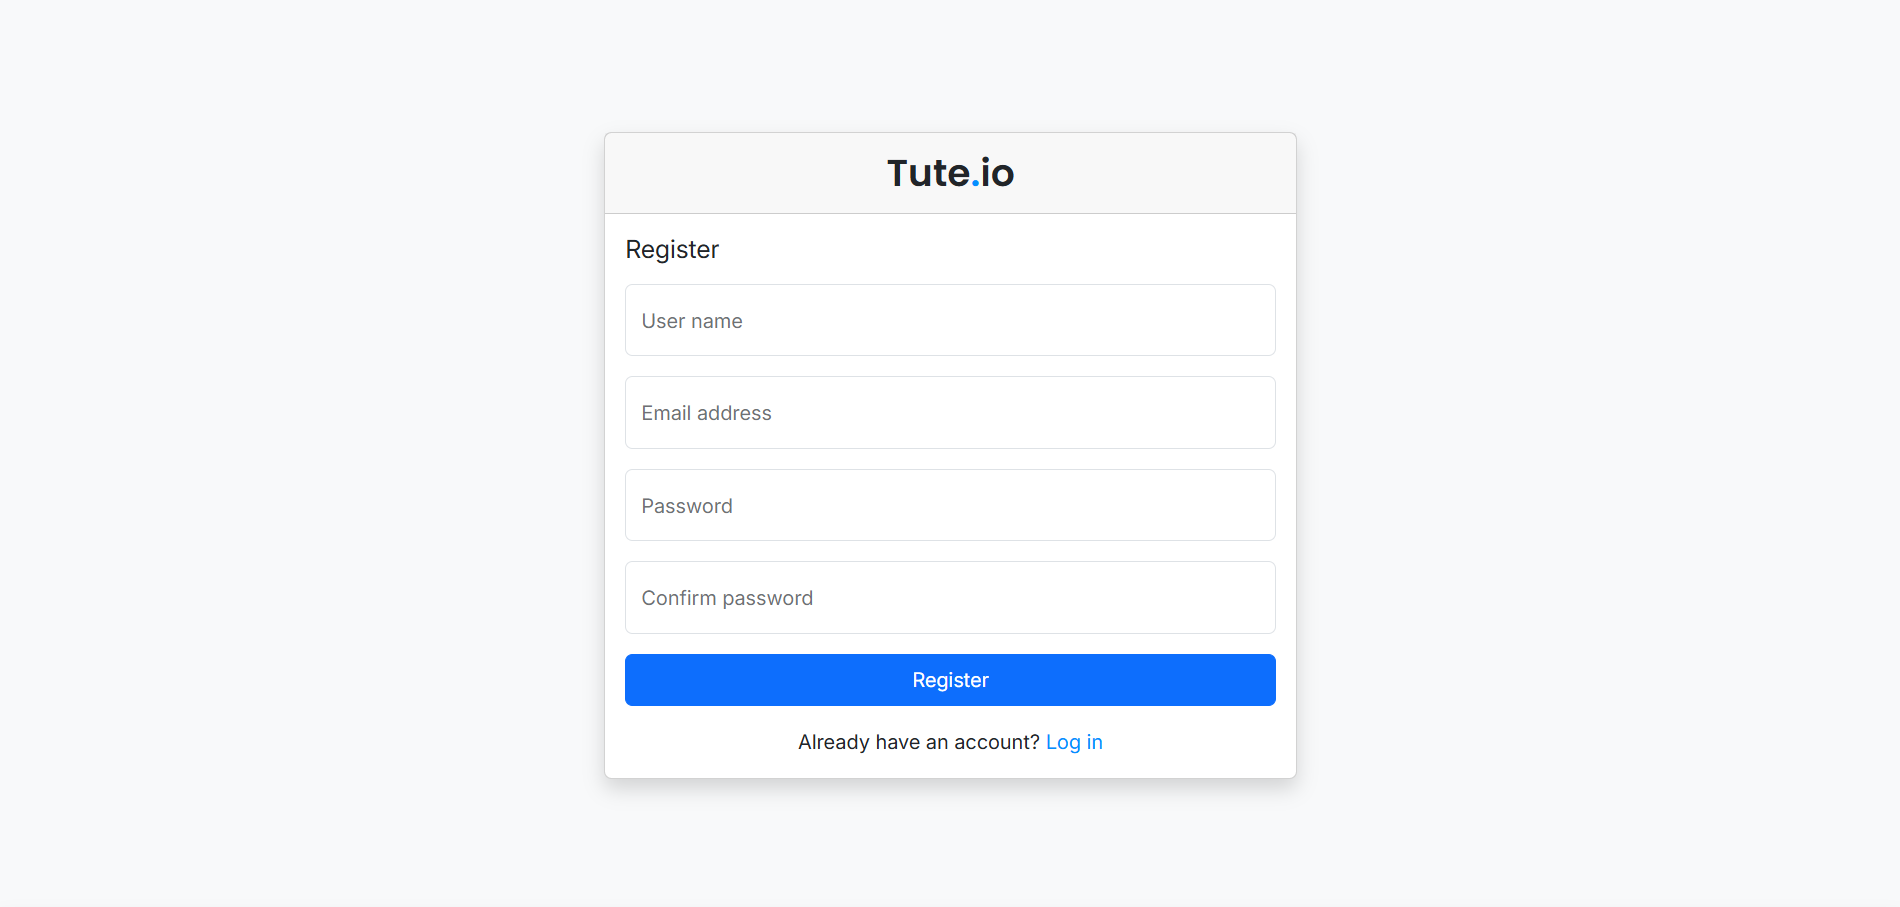 Tute.io
Register
User name
Email address
Password
Confirm password
Register
Already have an account? Log in